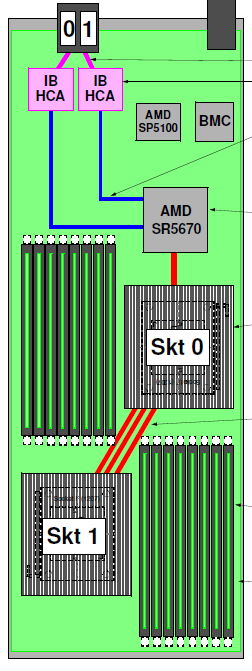 0 1
IB
HCA
IB
HCA
AMD
SP5100
BMC
AMD
SR5670
Skt 0
Skt 1